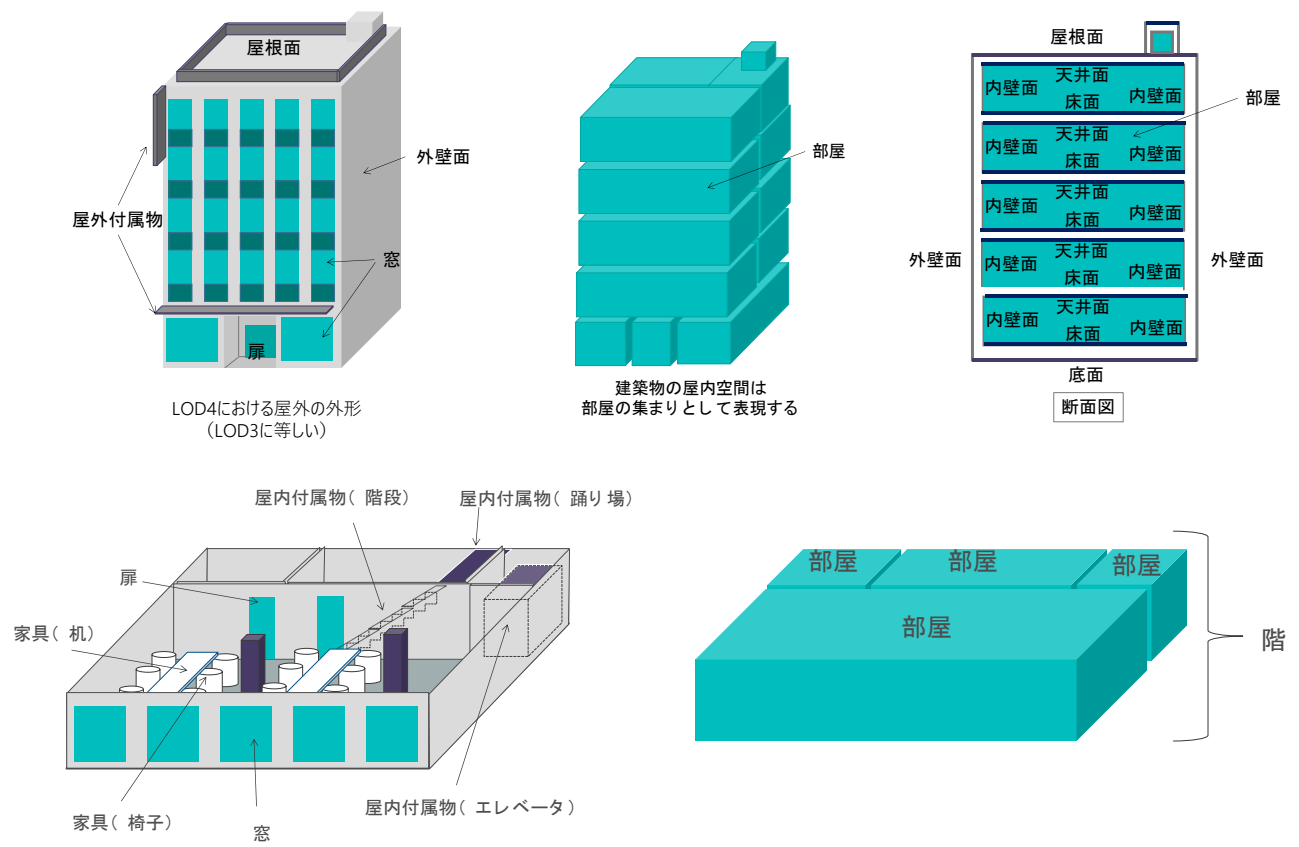 屋根面
外壁面
屋外付属物
窓
扉
LOD4における屋外の外形
（LOD3に等しい）
部屋
建築物の屋内空間は
部屋の集まりとして表現する
屋根面
内壁面 天井面 内壁面
床面
部屋
内壁面 天井面 内壁面
床面
内壁面 天井面 内壁面
床面
外壁面 内壁面 天井面 内壁面 外壁面
床面
内壁面 天井面 内壁面
床面
底面
断面図
屋内付属物（ 階段）
屋内付属物（ 踊り場）
扉
家具（ 机）
家具（ 椅子）
窓
屋内付属物（ エレベータ）
部屋 部屋 部屋
部屋
階